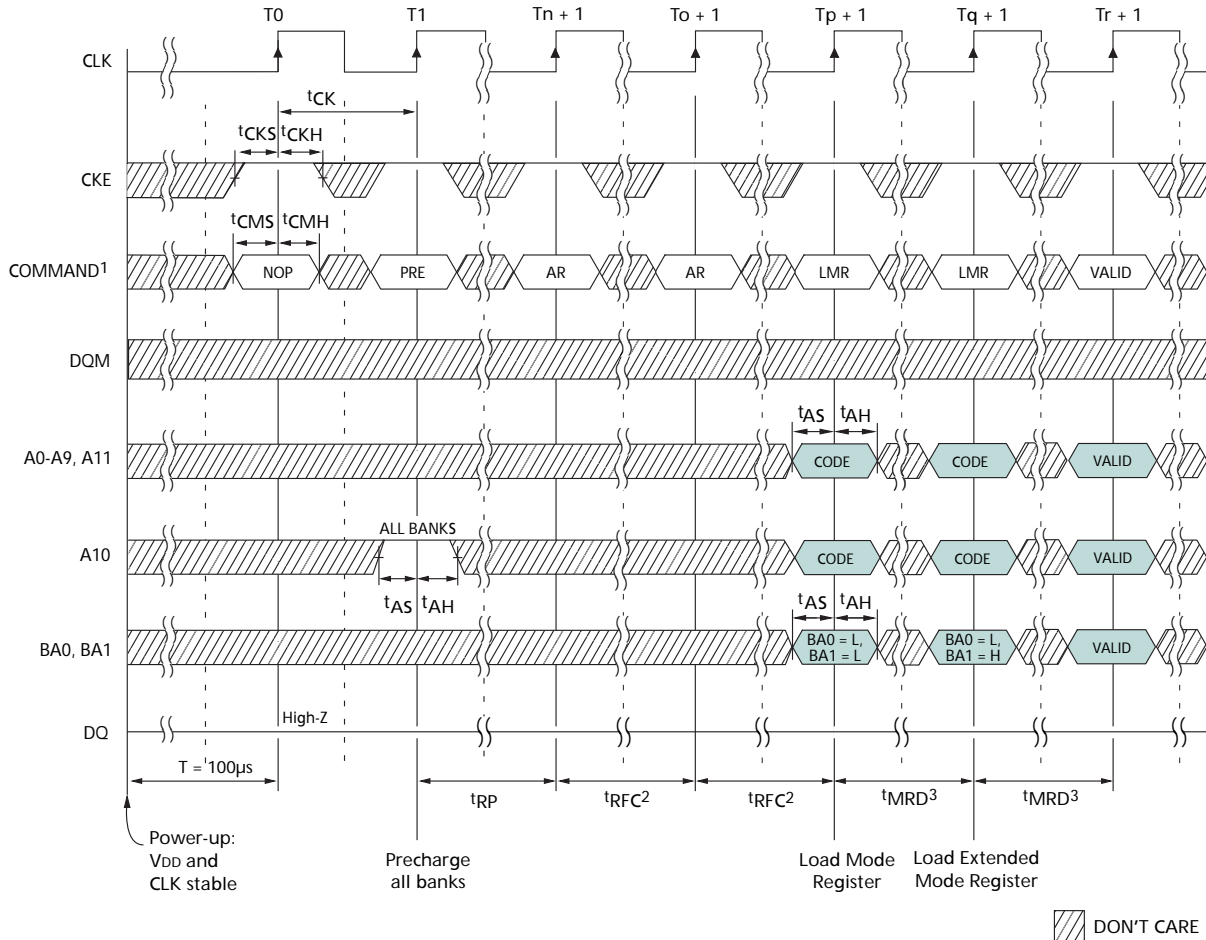 T0 T1 Tn + 1 To + 1 Tp + 1 Tq + 1 Tr + 1
CLK
tCK
tCKS tCKH
CKE
tCMS tCMH
COMMAND1 NOP PRE AR AR LMR LMR VALID
DQM
tAS tAH
A0-A9, A11 CODE CODE VALID
ALL BANKS
A10 CODE CODE VALID
tAS tAH
tAS tAH
BA0, BA1 BA0 = L, BA1 = L BA0 = L, BA1 = H VALID
High-Z
DQ
T = 100µs
tRP tRFC2 tRFC2 tMRD3 tMRD3
Power-up:
VDD and
CLK stable
Precharge
all banks
Load Mode
Register
Load Extended
Mode Register
DON'T CARE